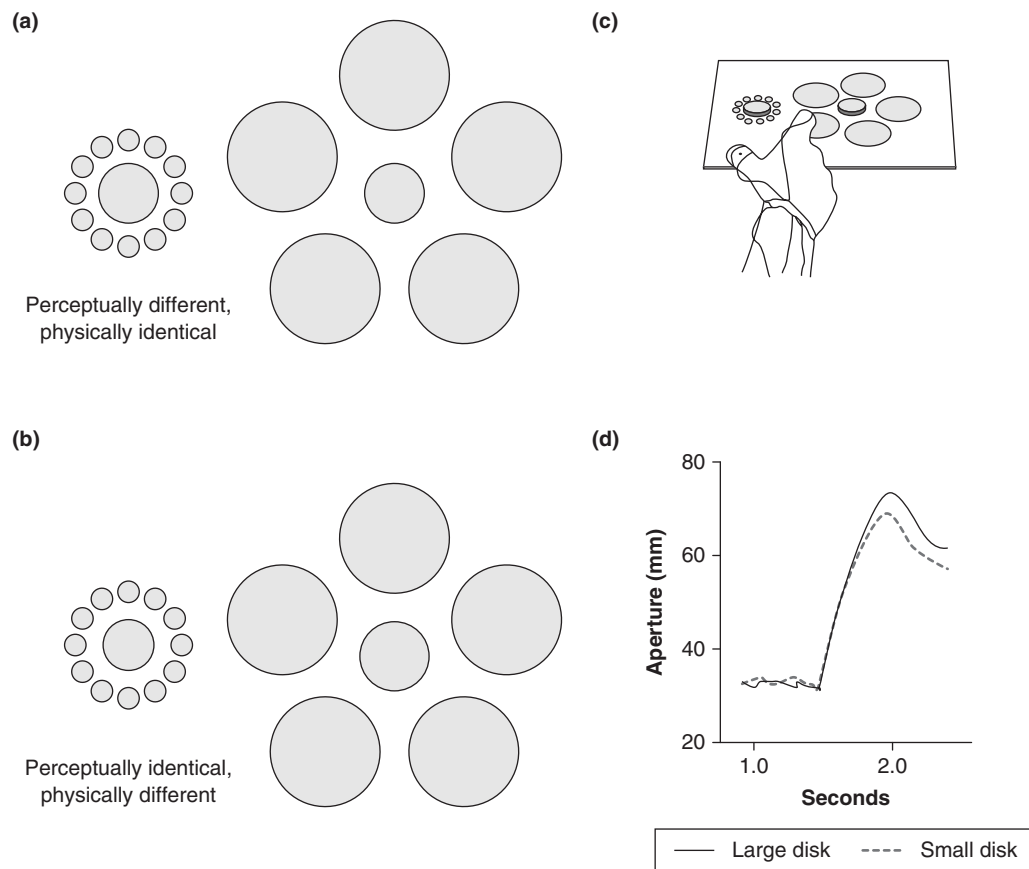 (a)
Perceptually different,
physically identical
(c)
(b)
Perceptually identical,
physically different
(d)
80
60
40
20
Aperture (mm)
1.0 2.0
Seconds
Large disk Small disk